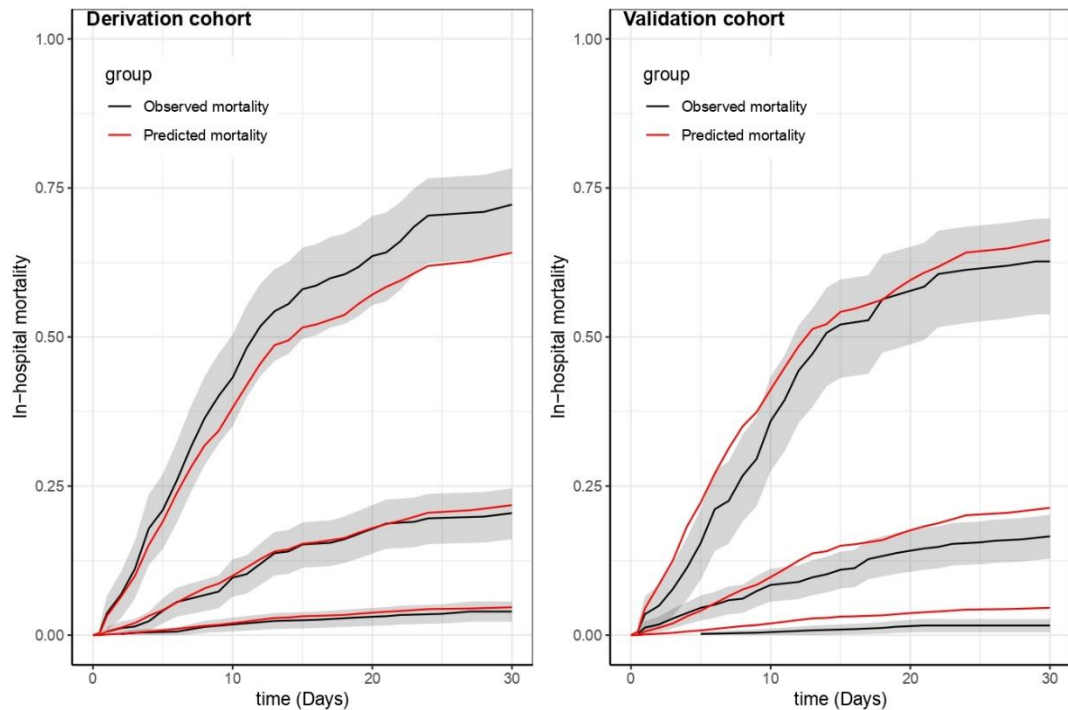 Derivation cohort
1.00
group
Observed mortality
Predicted mortality
0.75
In-hospital mortality
0.50
0.25
0.00
0
10
20
30
time (Days)
Validation cohort
1.00
group
Observed mortality
Predicted mortality
0.75
In-hospital mortality
0.50
0.25
0.00
0
10
20
30
time (Days)